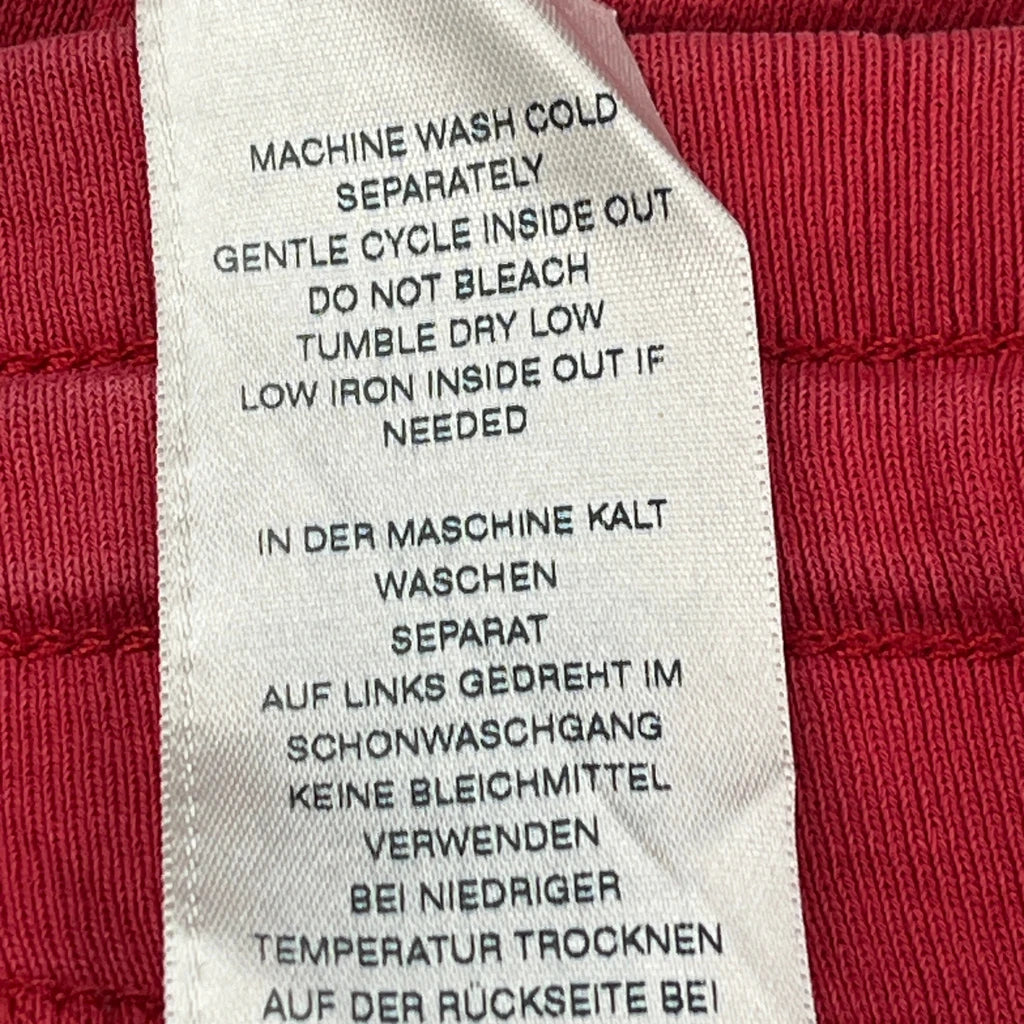 MACHINE WASH COLD
SEPARATELY
GENTLE CYCLE INSIDE OUT
DO NOT BLEACH
TUMBLE DRY LOW
LOW IRON INSIDE OUT IF
NEEDED
IN DER MASCHINE KALT
WASCHEN
SEPARAT
AUF LINKS GEDREHT IM
SCHONWASCHGANG
KEINE BLEICHMITTEL
VERWENDEN
BEI NIEDRIGER
TEMPERATUR TROCKNEN
AUF DER RÜCKSEITE BEI